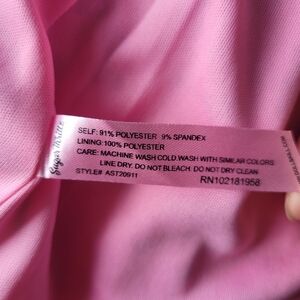 SELF: 91% POLYESTER 9% SPANDEX
LINING:100% POLYESTER
CARE: MACHINE WASH COLD.WASH WITH SIMILAR COLORS
LINE DRY. DO NOT BLEACH. DO NOT DRY CLEAN
STYLE# AST20911
RN102181958